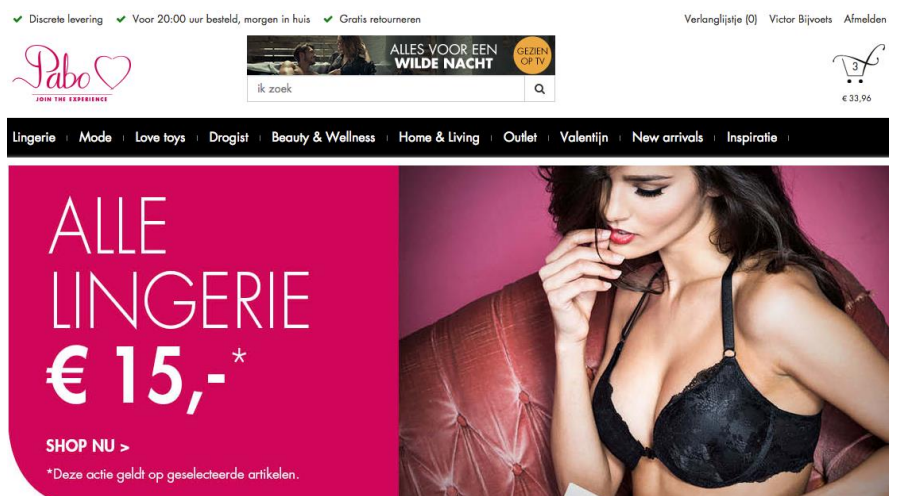 Discrete levering Voor 20:00 uur besteld, morgen in huis Gratis retourneren
Verlanglijstje (0) Victor Bijvoets Afmelden
Pabo
JOIN THE EXPERIENCE
ALLES VOOR EEN
WILDE NACHT
GEZIEN
OP TV
ik zoek
3
€ 33,96
Lingerie Mode Love toys Drogist Beauty & Wellness Home & Living Outlet Valentijn New arrivals Inspiratie
ALLE
LINGERIE
€ 15,-*
SHOP NU >
*Deze actie geldt op geselecteerde artikelen.